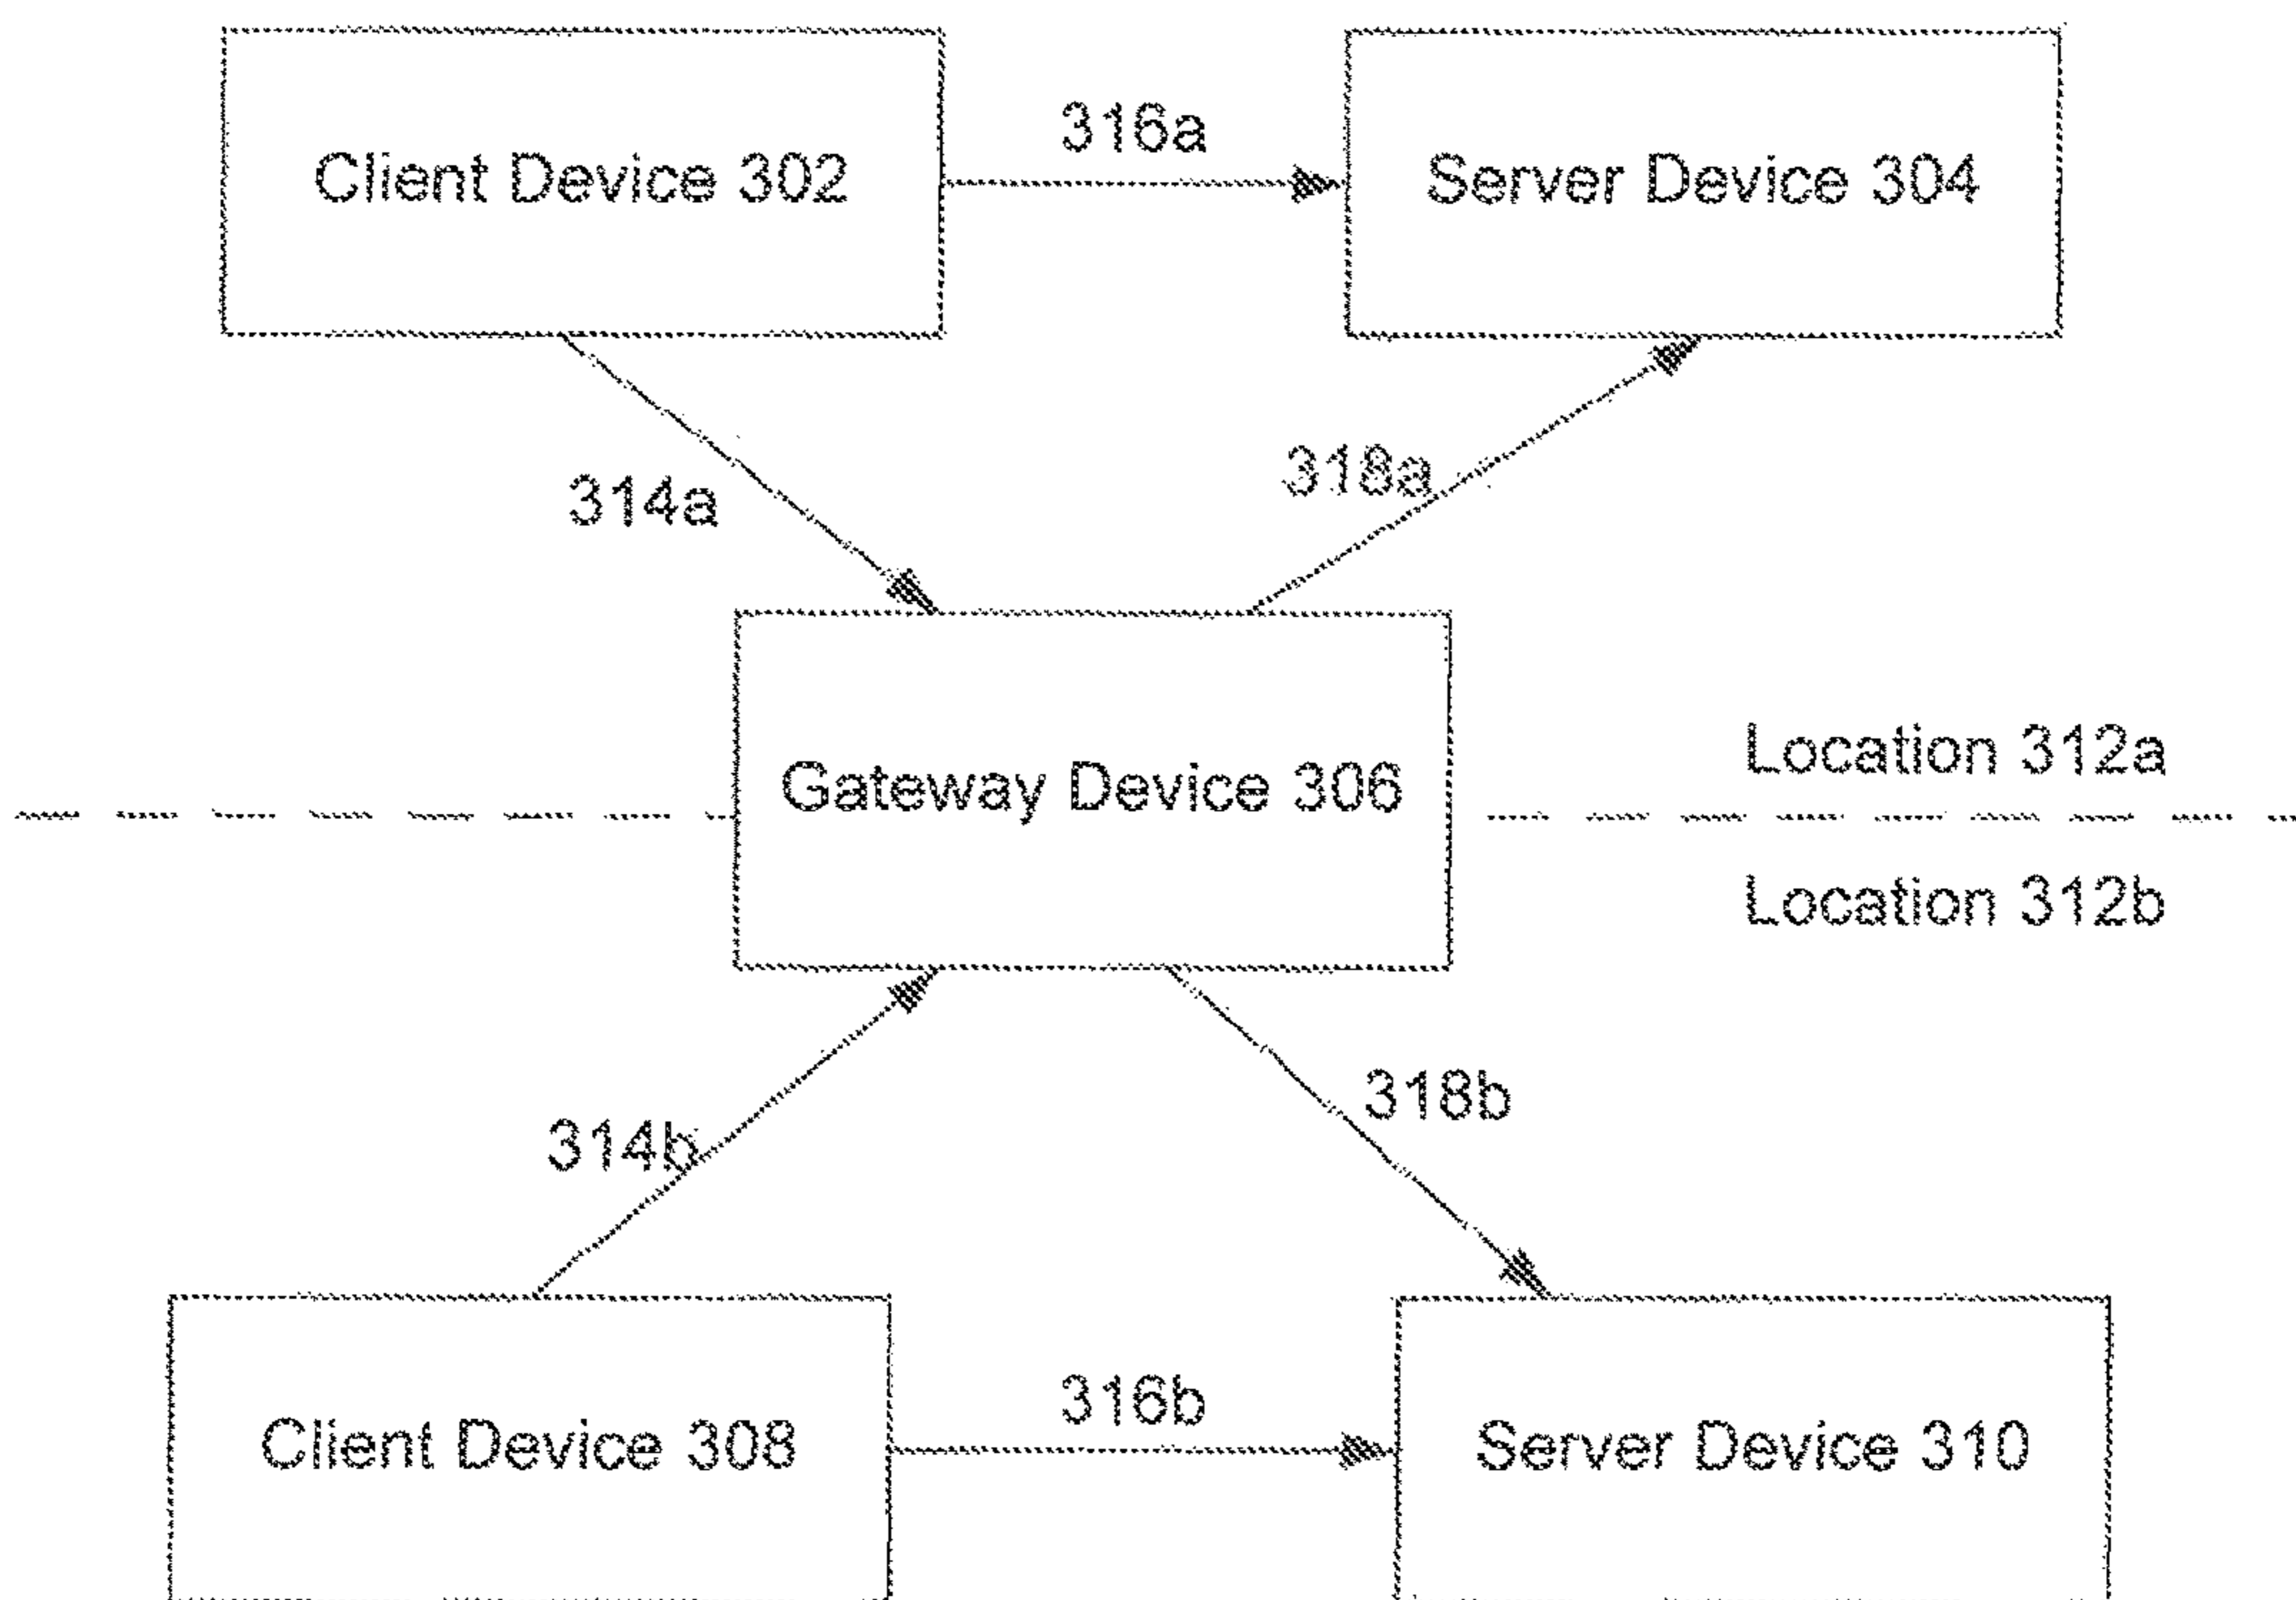 316a
Client Device 302
Server Device 304
318a
314a
Location 312a
Gateway Device 306
Location 312b
318b
314b
316b
Client Device 308
Server Device 310